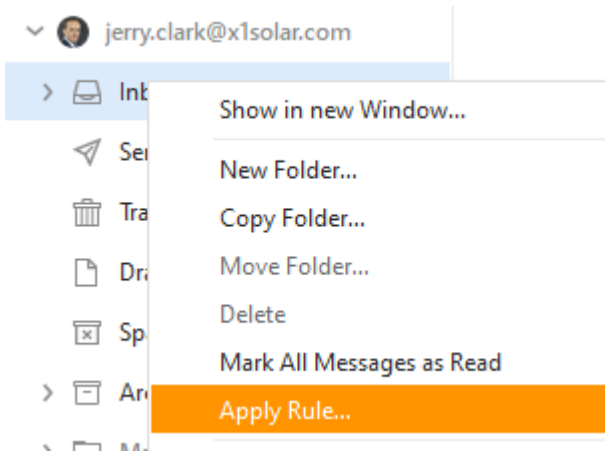 jerry.clark@x1solar.com
Show in new Window...
New Folder...
Copy Folder...
Move Folder...
Delete
Mark All Messages as Read
Apply Rule...